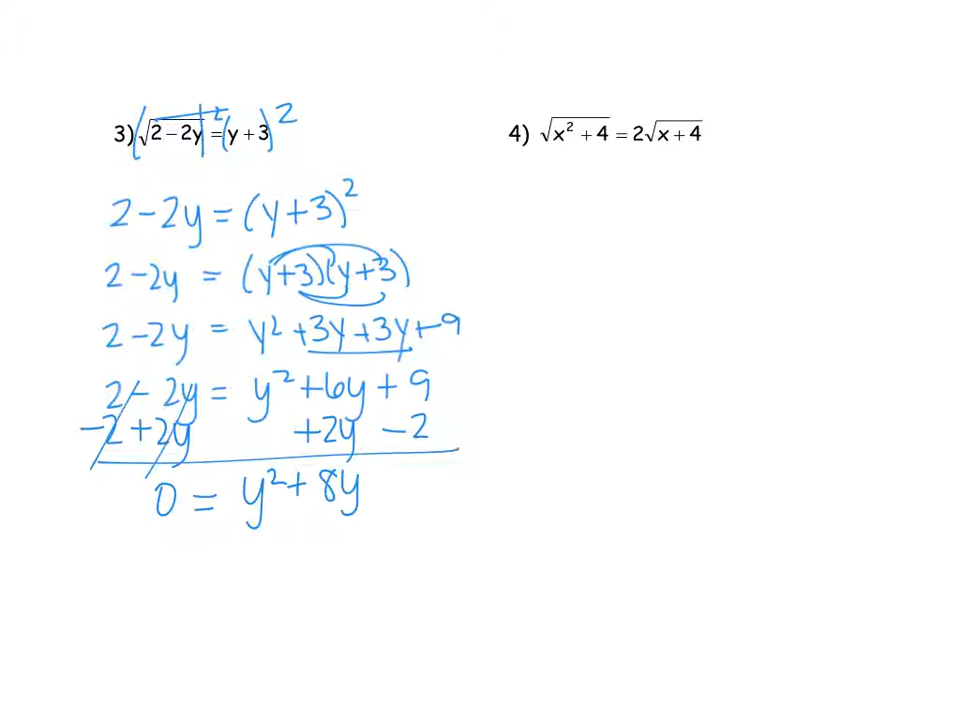 3) (√2 − 2y)² = (y + 3)²
2 - 2y = (y+3)²
2 - 2y = (y+3)(y+3)
2 - 2y = y² + 3y + 3y + 9
2 - 2y = y² + 6y + 9
-2 + 2y +2y - 2
0 = y² + 8y
4) √x² + 4 = 2√x + 4